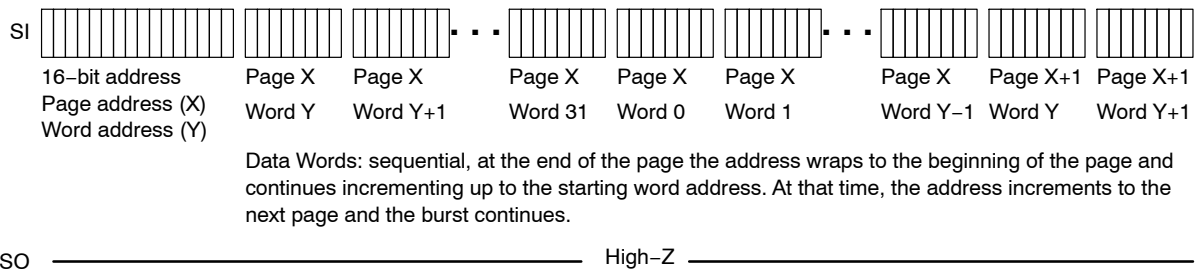 SI
16−bit address
Page address (X)
Word address (Y)
Page X Page X Page X Page X Page X Page X Page X+1 Page X+1
Word Y Word Y+1 Word 31 Word 0 Word 1 Word Y−1 Word Y Word Y+1
Data Words: sequential, at the end of the page the address wraps to the beginning of the page and
continues incrementing up to the starting word address. At that time, the address increments to the
next page and the burst continues.
SO High−Z